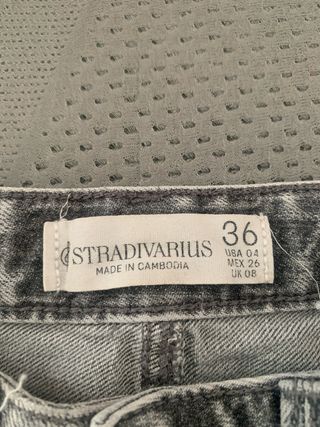 STRADIVARIUS
MADE IN CAMBODIA
36
USA 04
MEX 26
UK 08